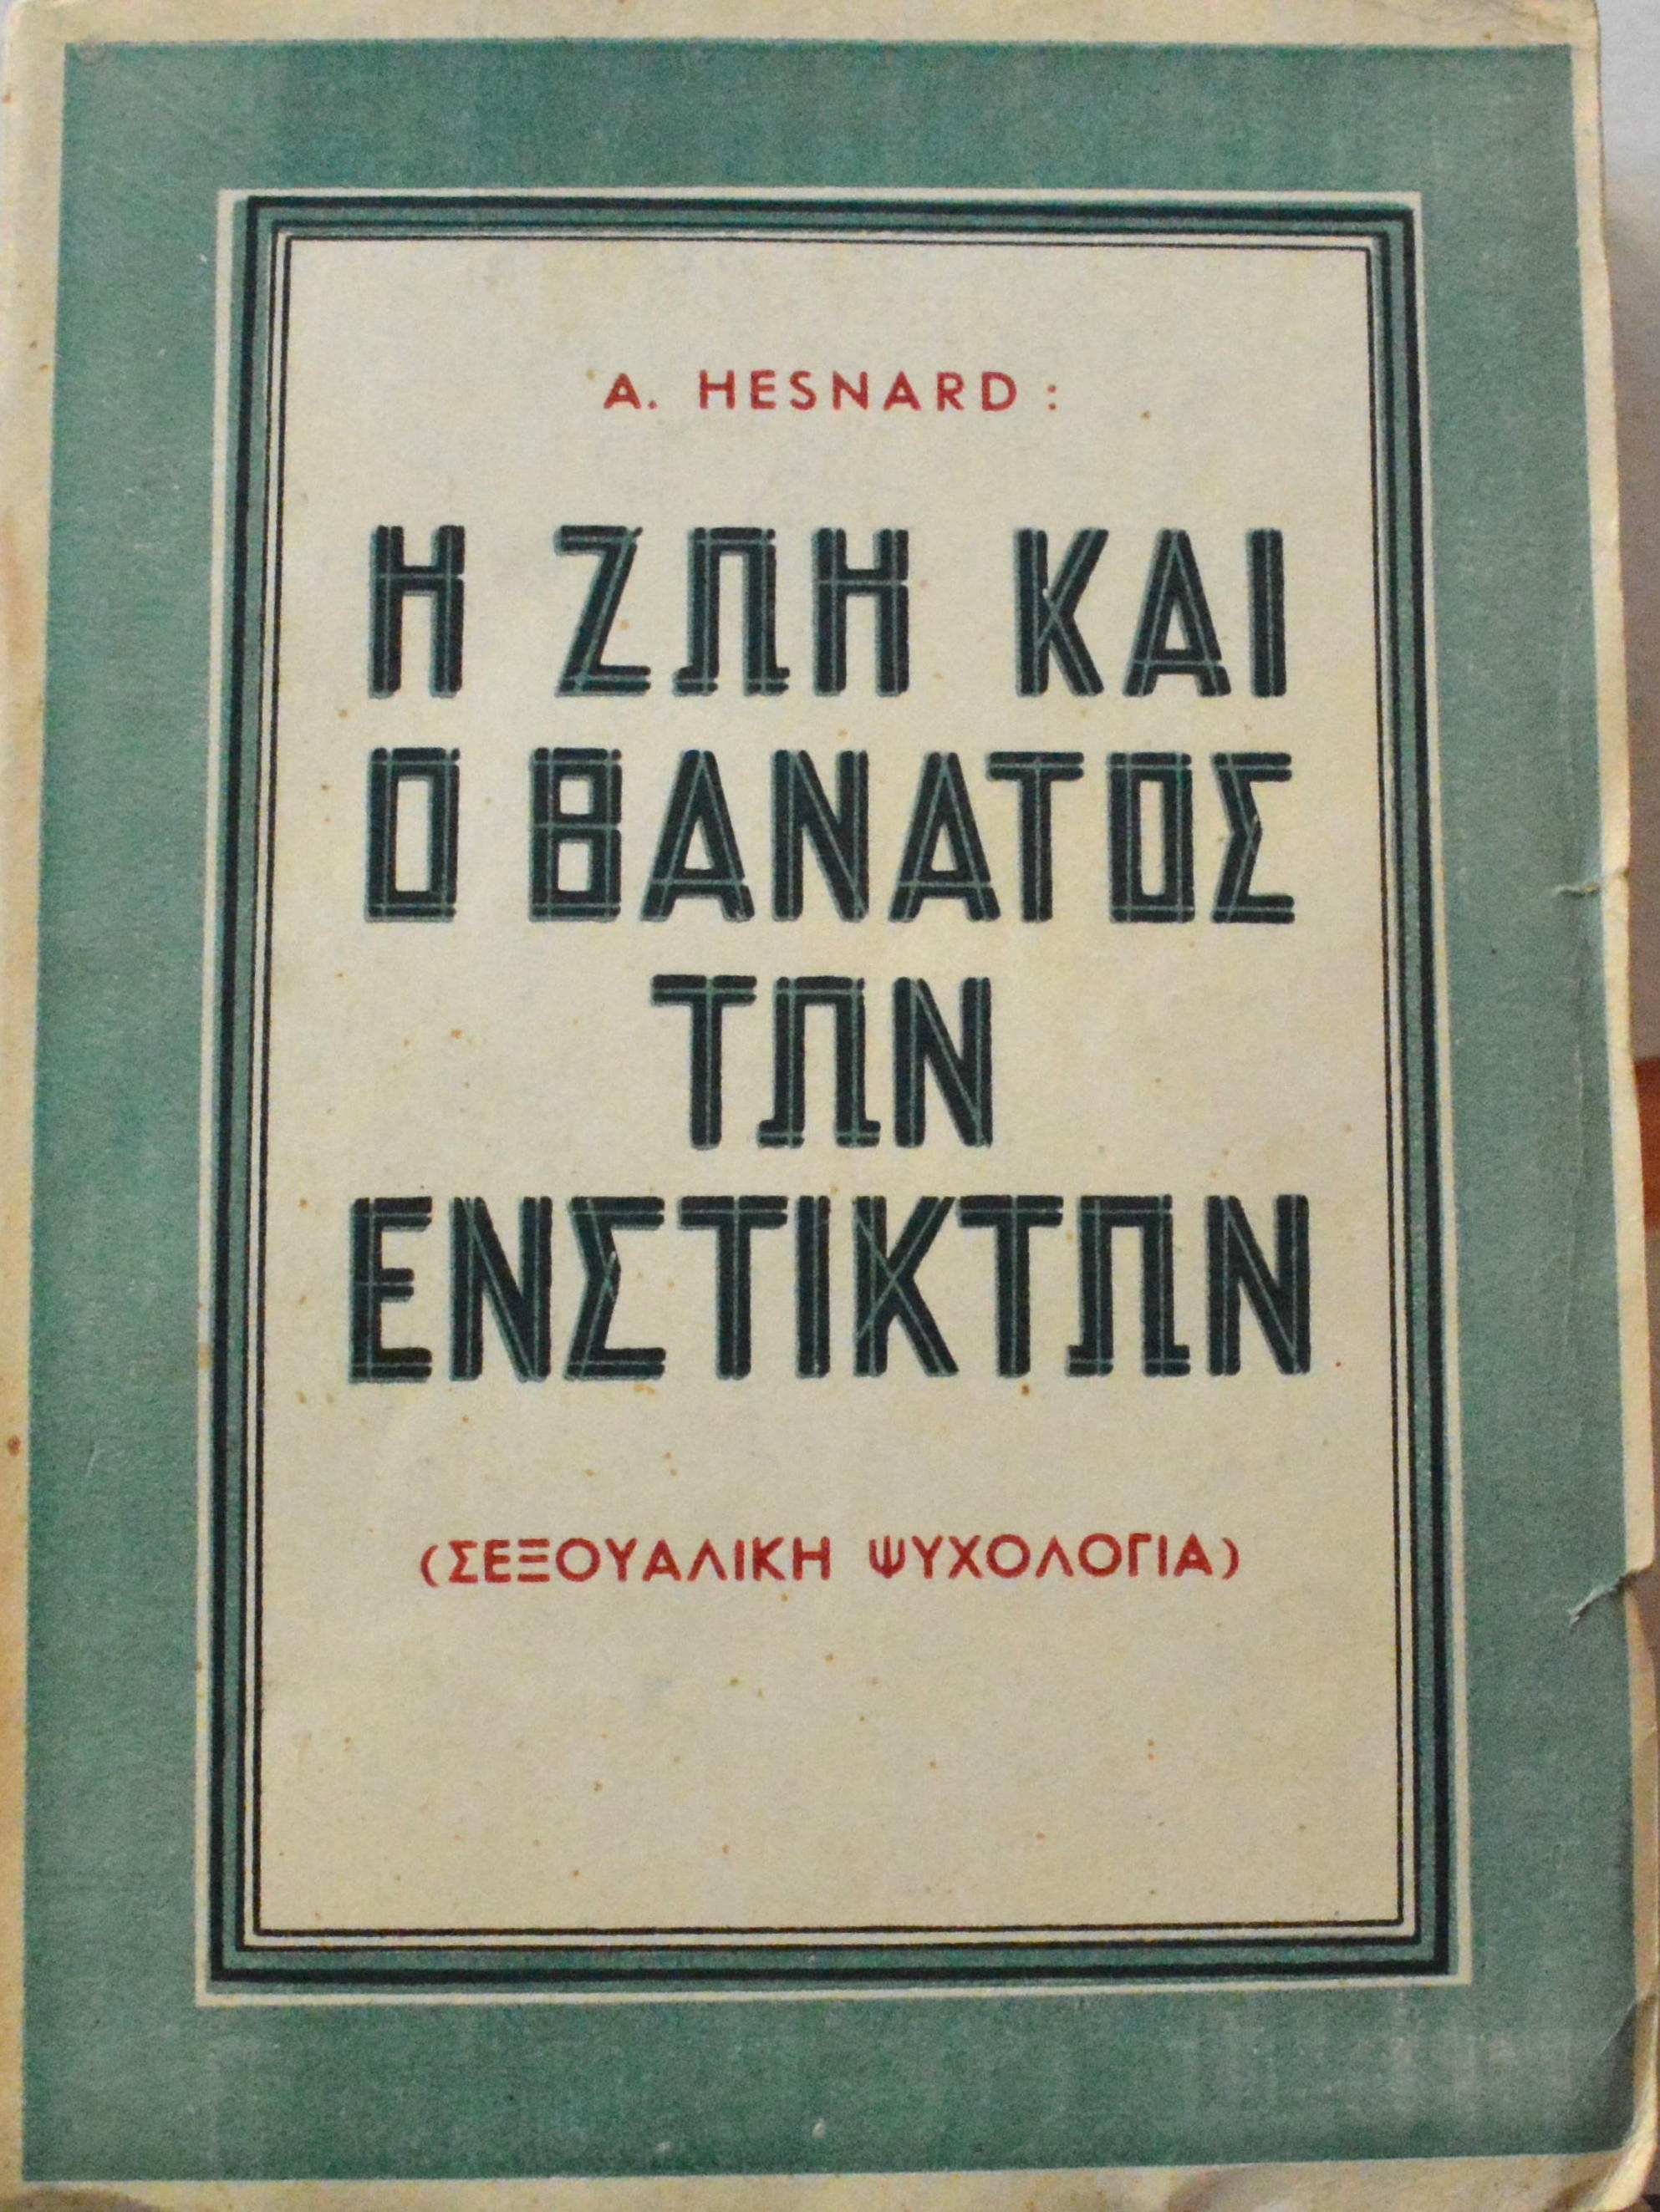 A. HESNARD :
Η ΖΩΗ ΚΑΙ
Ο ΘΑΝΑΤΟΣ
ΤΩΝ
ΕΝΣΤΙΚΤΩΝ
(ΣΕΞΟΥΑΛΙΚΗ ΨΥΧΟΛΟΓΙΑ)